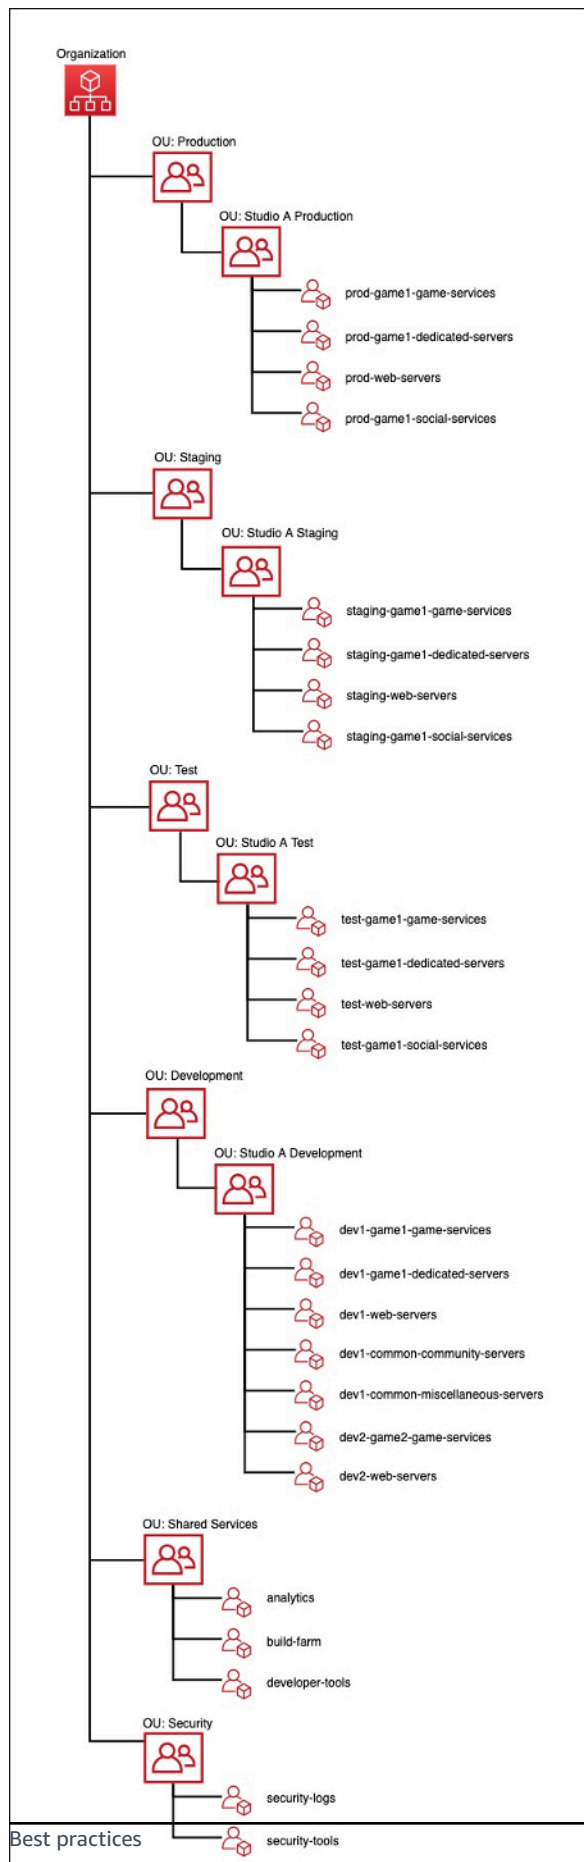 Organization
OU: Production
OU: Studio A Production
prod-game1-game-services
prod-game1-dedicated-servers
prod-web-servers
prod-game1-social-services
OU: Staging
OU: Studio A Staging
staging-game1-game-services
staging-game1-dedicated-servers
staging-web-servers
staging-game1-social-services
OU: Test
OU: Studio A Test
test-game1-game-services
test-game1-dedicated-servers
test-web-servers
test-game1-social-services
OU: Development
OU: Studio A Development
dev1-game1-game-services
dev1-game1-dedicated-servers
dev1-web-servers
dev1-common-community-servers
dev1-common-miscellaneous-servers
dev2-game2-game-services
dev2-web-servers
OU: Shared Services
analytics
build-farm
developer-tools
OU: Security
security-logs
Best practices
security-tools